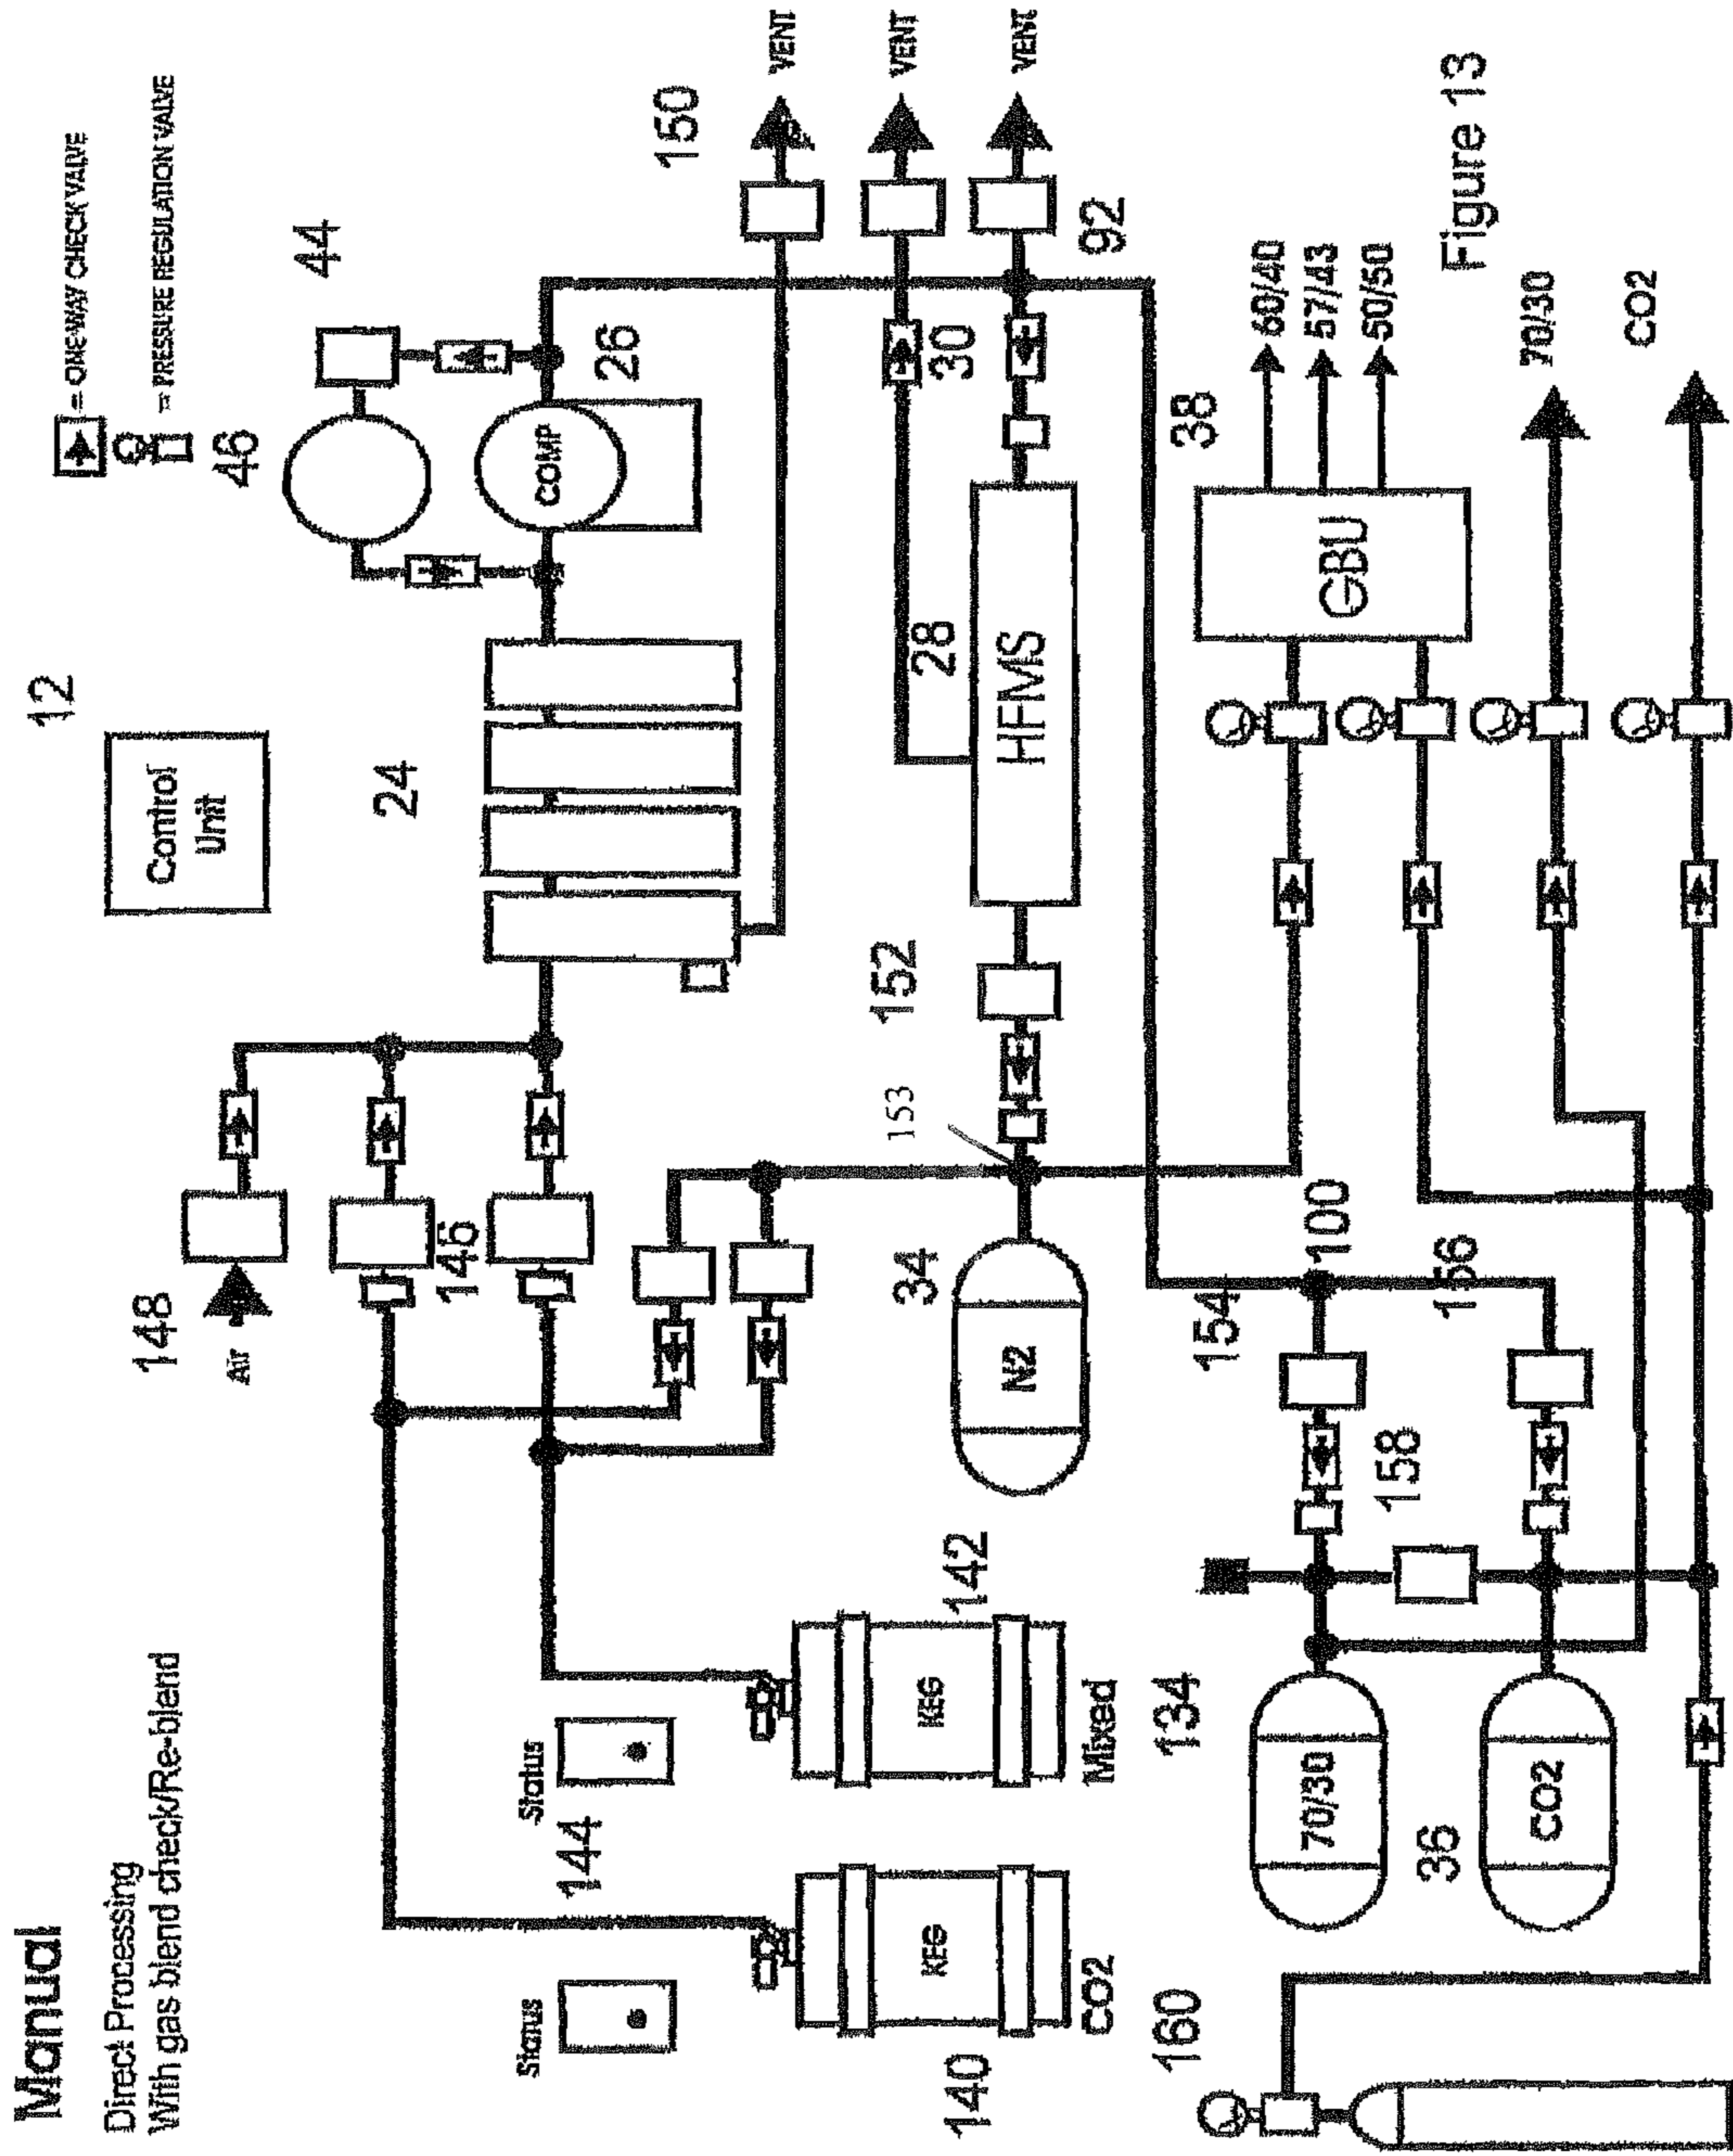 Manual
Direct Processing
With gas blend check/Re-blend
12
Control
Unit
= ONE-WAY CHECK VALVE
= PRESSURE REGULATION VALVE
46
44
148
Air
24
COMP
26
150
VENT
146
Status
144
Status
28
30
VENT
HFMS
152
153
VENT
92
34
N2
KEG
142
Mixed
KEG
140
CO2
38
GBU
60/40
57/43
50/50
154
100
156
158
134
70/30
36
CO2
160
70/30
CO2
Figure 13